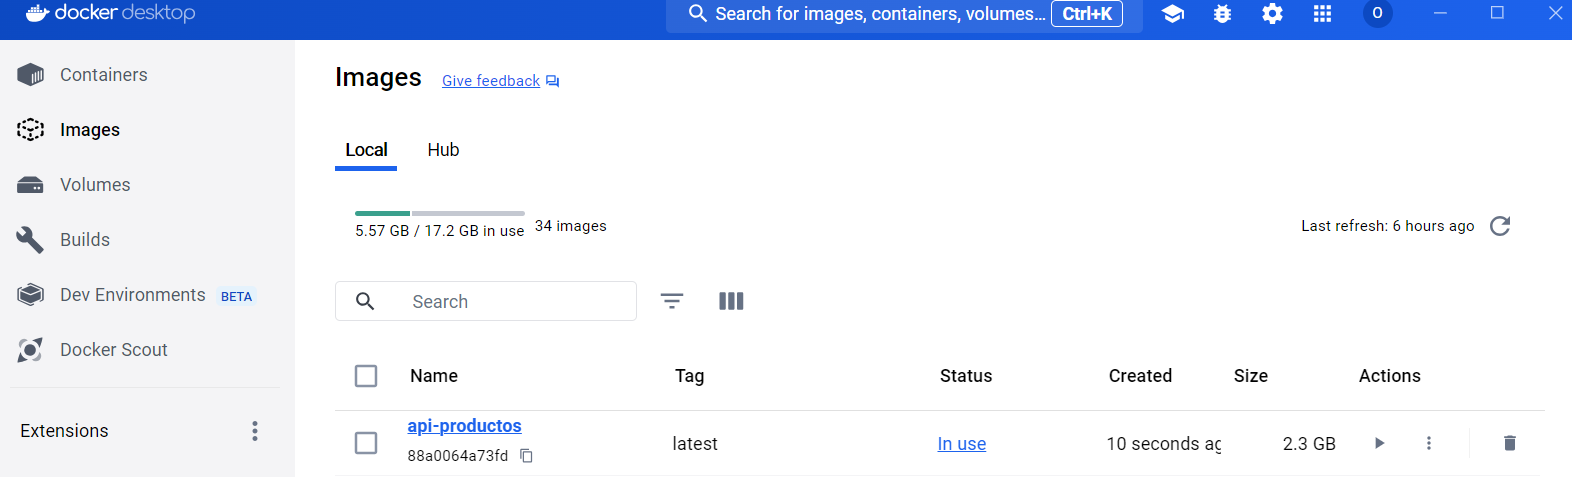 docker desktop
Search for images, containers, volumes... Ctrl+K
O
Containers
Images
Volumes
Builds
Dev Environments BETA
Docker Scout
Extensions
Images Give feedback
Local Hub
5.57 GB / 17.2 GB in use 34 images
Last refresh: 6 hours ago
Search
Name Tag Status Created Size Actions
api-productos
88a0064a73fd
latest In use 10 seconds ag 2.3 GB